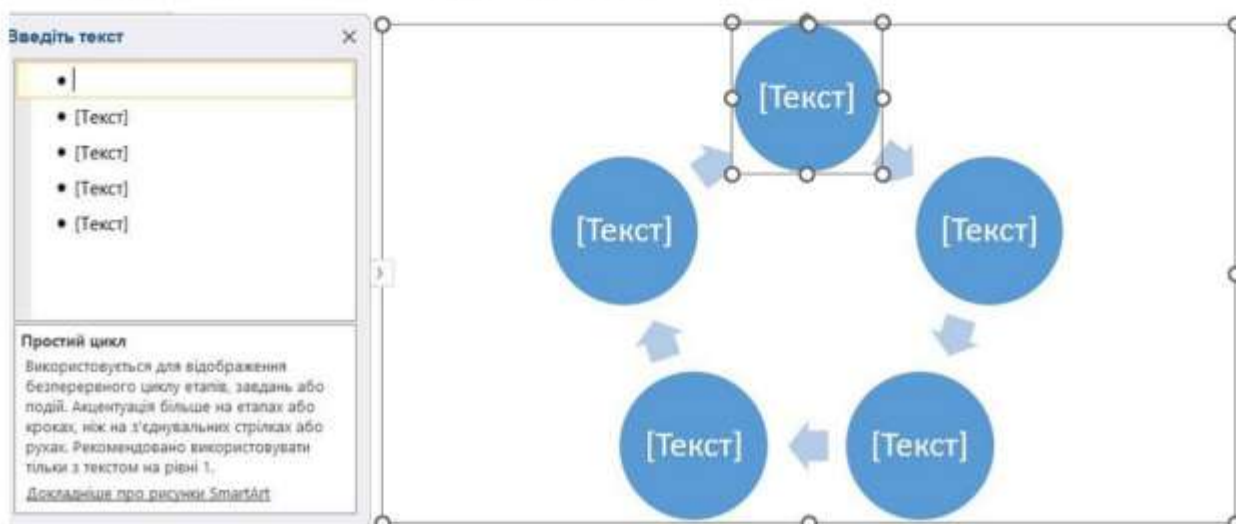 Введіть текст
[Текст]
[Текст]
[Текст]
[Текст]
Простий цикл
Використовується для відображення
безперервного циклу етапів, завдань або
подій. Акцентуація більше на етапах або
кроках, ніж на з'єднувальних стрілках або
рухах. Рекомендовано використовувати
тільки з текстом на рівні 1.
Докладніше про рисунки SmartArt
[Текст]
[Текст]
[Текст]
[Текст]
[Текст]